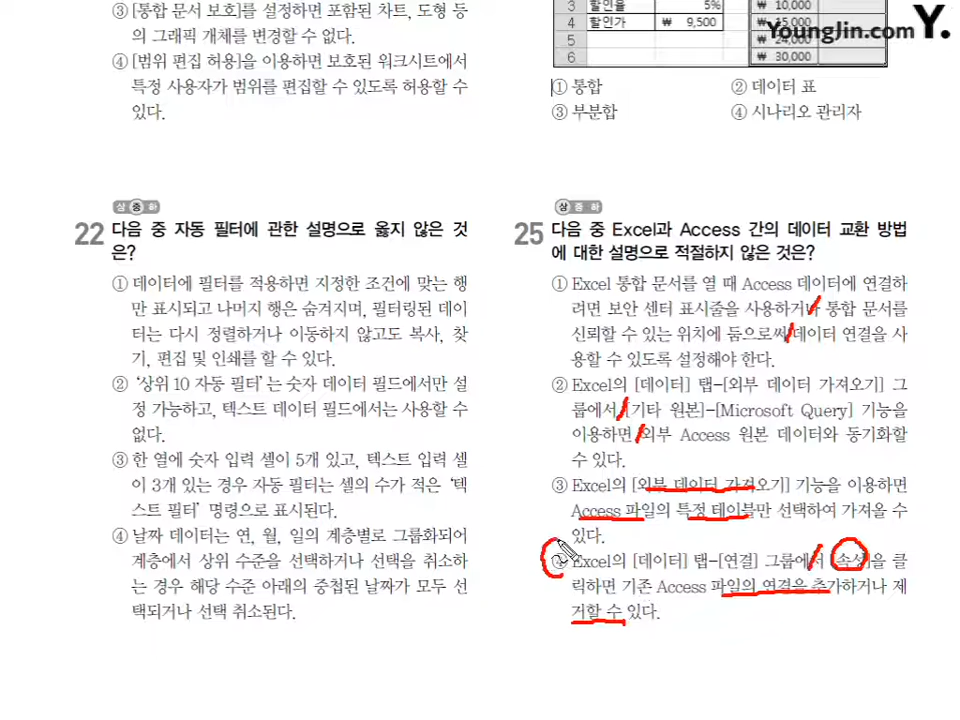 ③ [통합 문서 보호]를 설정하면 포함된 차트, 도형 등
의 그래픽 개체를 변경할 수 없다.
④ [범위 편집 허용]을 이용하면 보호된 워크시트에서
특정 사용자가 범위를 편집할 수 있도록 허용할 수
있다.
상 중 하
22 다음 중 자동 필터에 관한 설명으로 옳지 않은 것
은?
① 데이터에 필터를 적용하면 지정한 조건에 맞는 행
만 표시되고 나머지 행은 숨겨지며, 필터링된 데이
터는 다시 정렬하거나 이동하지 않고도 복사, 찾
기, 편집 및 인쇄를 할 수 있다.
② ‘상위 10 자동 필터’는 숫자 데이터 필드에서만 설
정 가능하고, 텍스트 데이터 필드에서는 사용할 수
없다.
③ 한 열에 숫자 입력 셀이 5개 있고, 텍스트 입력 셀
이 3개 있는 경우 자동 필터는 셀의 수가 적은 ‘텍
스트 필터’ 명령으로 표시된다.
④ 날짜 데이터는 연, 월, 일의 계층별로 그룹화되어
계층에서 상위 수준을 선택하거나 선택을 취소하
는 경우 해당 수준 아래의 중첩된 날짜가 모두 선
택되거나 선택 취소된다.
3 할인율 5% ₩ 10,000
4 할인가 ₩ 9,500 ₩ 15,000
5 ₩ 24,000
6 ₩ 30,000
YoungJin.com Y.
① 통합 ② 데이터 표
③ 부분합 ④ 시나리오 관리자
상 중 하
25 다음 중 Excel과 Access 간의 데이터 교환 방법
에 대한 설명으로 적절하지 않은 것은?
① Excel 통합 문서를 열 때 Access 데이터에 연결하
려면 보안 센터 표시줄을 사용하거나 통합 문서를
신뢰할 수 있는 위치에 둠으로써 데이터 연결을 사
용할 수 있도록 설정해야 한다.
② Excel의 [데이터] 탭-[외부 데이터 가져오기] 그
룹에서 [기타 원본]-[Microsoft Query] 기능을
이용하면 외부 Access 원본 데이터와 동기화할
수 있다.
③ Excel의 [외부 데이터 가져오기] 기능을 이용하면
Access 파일의 특정 테이블만 선택하여 가져올 수
있다.
④ Excel의 [데이터] 탭-[연결] 그룹에서 [속성]을 클
릭하면 기존 Access 파일의 연결을 추가하거나 제
거할 수 있다.